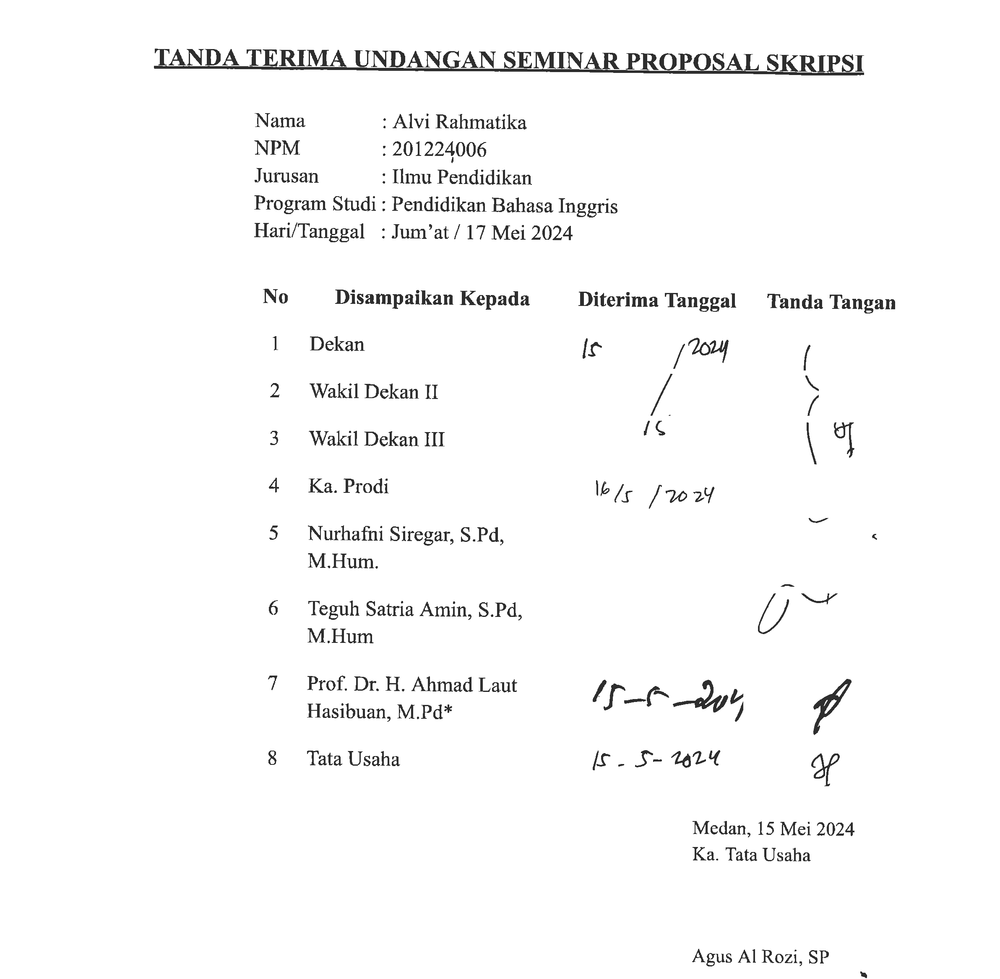 TANDA TERIMA UNDANGAN SEMINAR PROPOSAL SKRIPSI
Nama : Alvi Rahmatika
NPM : 201224006
Jurusan : Ilmu Pendidikan
Program Studi : Pendidikan Bahasa Inggris
Hari/Tanggal : Jum'at / 17 Mei 2024
No Disampaikan Kepada Diterima Tanggal Tanda Tangan
1 Dekan 15 /2024
2 Wakil Dekan II
3 Wakil Dekan III
4 Ka. Prodi 16/5 /2024
5 Nurhafni Siregar, S.Pd,
M.Hum.
6 Teguh Satria Amin, S.Pd,
M.Hum
7 Prof. Dr. H. Ahmad Laut
Hasibuan, M.Pd* 15-5-
8 Tata Usaha 15 - 5 - 2024
Medan, 15 Mei 2024
Ka. Tata Usaha
Agus Al Rozi, SP